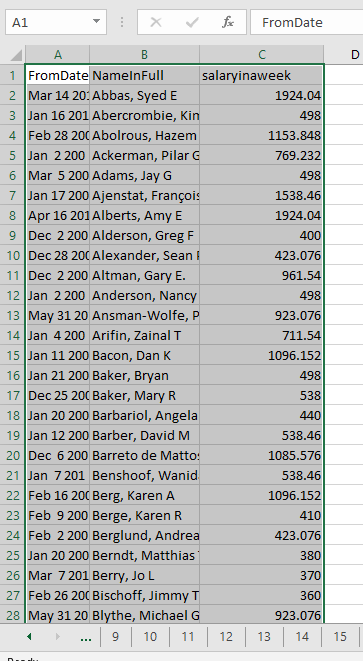 A1 fx FromDate
A B C D
1 FromDate NameInFull salaryinaweek
2 Mar 14 201 Abbas, Syed E 1924.04
3 Jan 16 201 Abercrombie, Kim 498
4 Feb 28 200 Abolrous, Hazem 1153.848
5 Jan 2 200 Ackerman, Pilar G 769.232
6 Mar 5 200 Adams, Jay G 498
7 Jan 17 200 Ajenstat, François 1538.46
8 Apr 16 201 Alberts, Amy E 1924.04
9 Dec 2 200 Alderson, Greg F 400
10 Dec 28 200 Alexander, Sean 423.076
11 Dec 2 200 Altman, Gary E. 961.54
12 Jan 2 200 Anderson, Nancy 498
13 May 31 20 Ansman-Wolfe, P 923.076
14 Jan 4 200 Arifin, Zainal T 711.54
15 Jan 11 200 Bacon, Dan K 1096.152
16 Jan 21 200 Baker, Bryan 498
17 Dec 25 200 Baker, Mary R 538
18 Jan 20 200 Barbariol, Angela 440
19 Jan 12 200 Barber, David M 538.46
20 Dec 6 200 Barreto de Mattos 1085.576
21 Jan 7 201 Benshoof, Wanid 538.46
22 Feb 16 200 Berg, Karen A 1096.152
23 Feb 9 200 Berge, Karen R 410
24 Feb 2 200 Berglund, Andrea 423.076
25 Jan 20 200 Berndt, Matthias 380
26 Mar 7 201 Berry, Jo L 370
27 Feb 26 200 Bischoff, Jimmy T 360
28 May 31 20 Blythe, Michael G 923.076
... 9 10 11 12 13 14 15